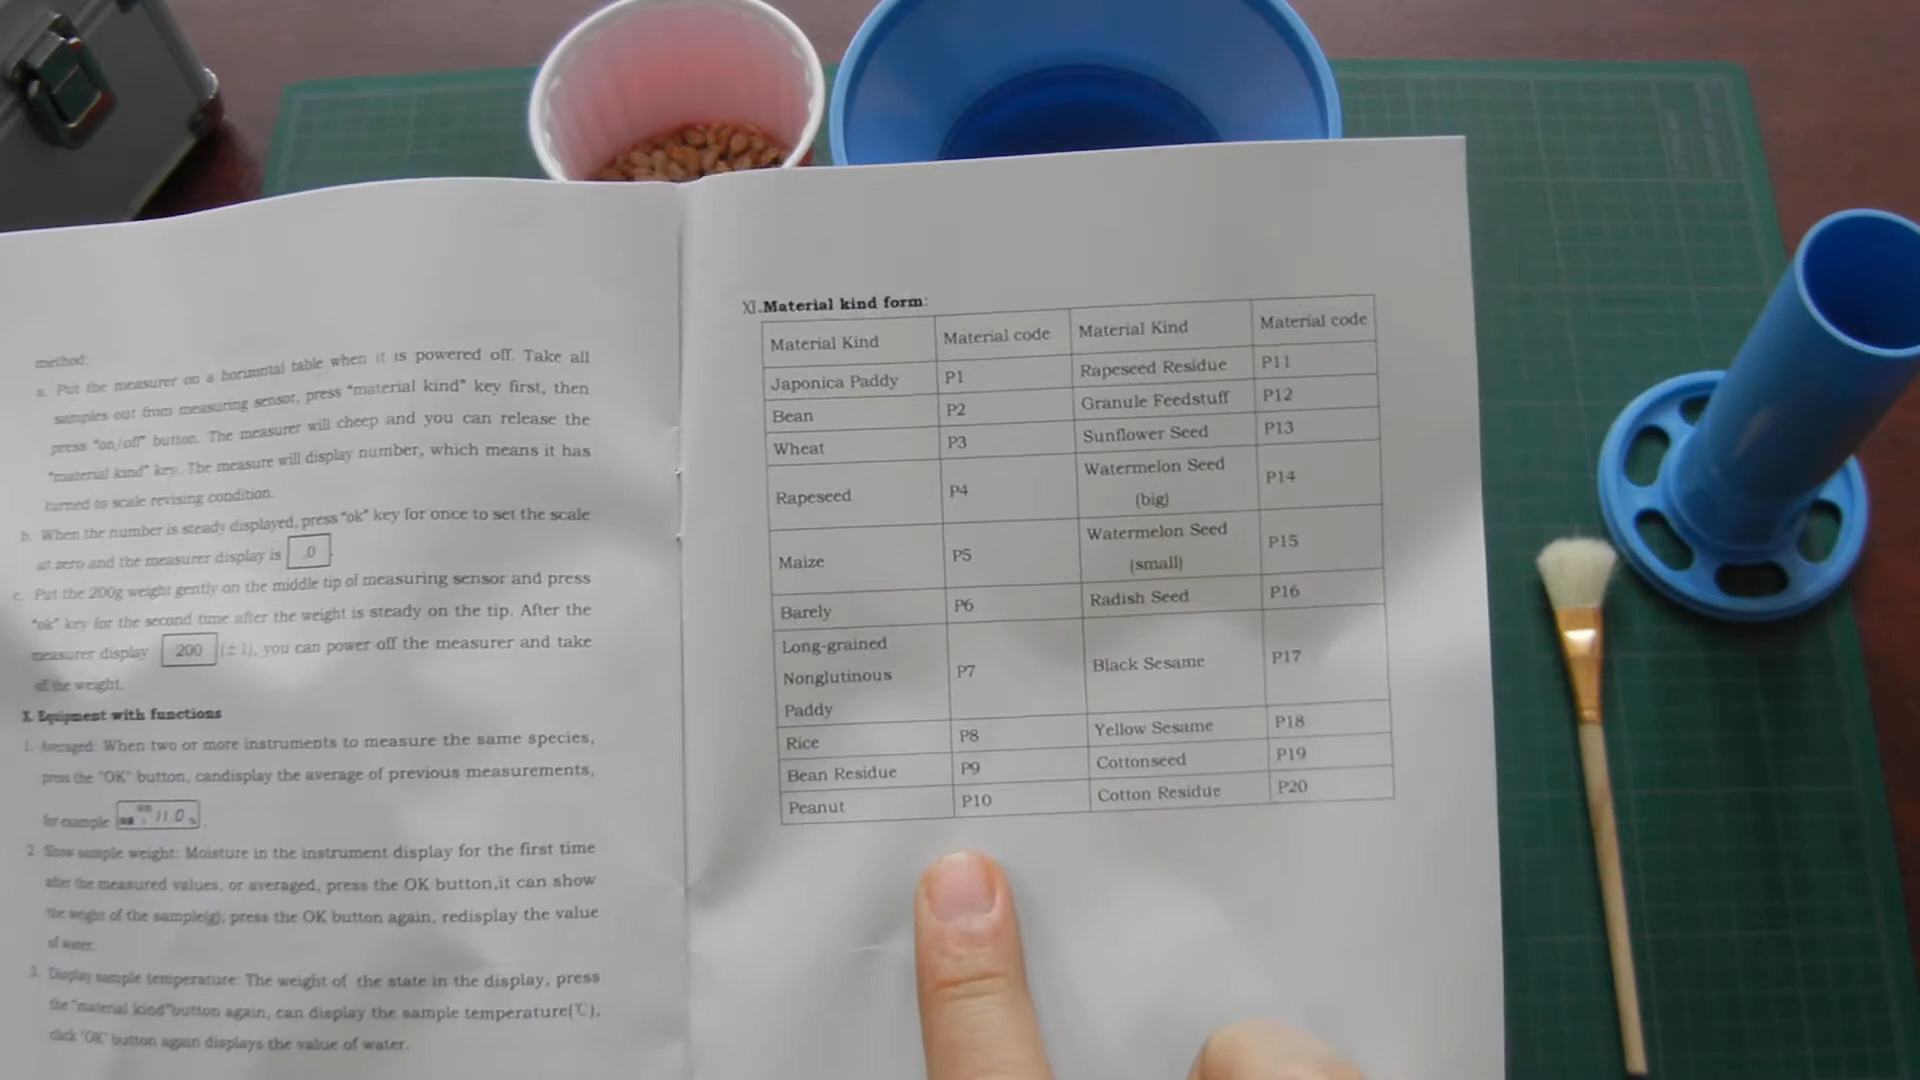 method:
a. Put the measurer on a horizontal table when it is powered off. Take all
samples out from measuring sensor, press "material kind" key first, then
press "on/off" button. The measurer will cheep and you can release the
"material kind" key. The measure will display number, which means it has
turned to scale revising condition.
b. When the number is steady displayed, press "ok" key for once to set the scale
at zero and the measurer display is .0 .
c. Put the 200g weight gently on the middle tip of measuring sensor and press
"ok" key for the second time after the weight is steady on the tip. After the
measurer display 200 (±1), you can power off the measurer and take
off the weight.
X. Equipment with functions
1. Averaged: When two or more instruments to measure the same species,
press the "OK" button, candisplay the average of previous measurements,
for example 11.0 % .
2. Show sample weight: Moisture in the instrument display for the first time
after the measured values, or averaged, press the OK button,it can show
the weight of the sample(g); press the OK button again, redisplay the value
of water.
3. Display sample temperature: The weight of the state in the display, press
the "material kind"button again, can display the sample temperature(℃),
click "OK" button again displays the value of water.
XI.Material kind form:
Material Kind Material code Material Kind Material code
Japonica Paddy P1 Rapeseed Residue P11
Bean P2 Granule Feedstuff P12
Wheat P3 Sunflower Seed P13
Rapeseed P4 Watermelon Seed
(big) P14
Maize P5 Watermelon Seed
(small) P15
Barely P6 Radish Seed P16
Long-grained
Nonglutinous
Paddy P7 Black Sesame P17
Rice P8 Yellow Sesame P18
Bean Residue P9 Cottonseed P19
Peanut P10 Cotton Residue P20